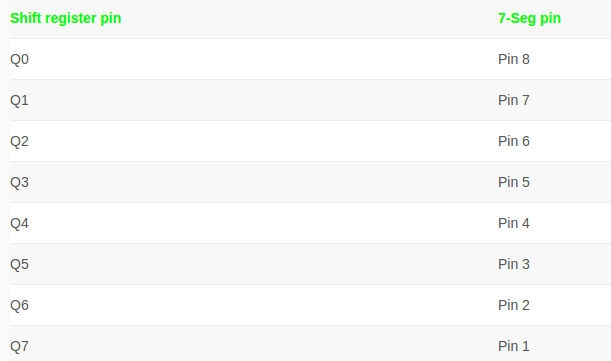 Shift register pin 7-Seg pin
Q0 Pin 8
Q1 Pin 7
Q2 Pin 6
Q3 Pin 5
Q4 Pin 4
Q5 Pin 3
Q6 Pin 2
Q7 Pin 1